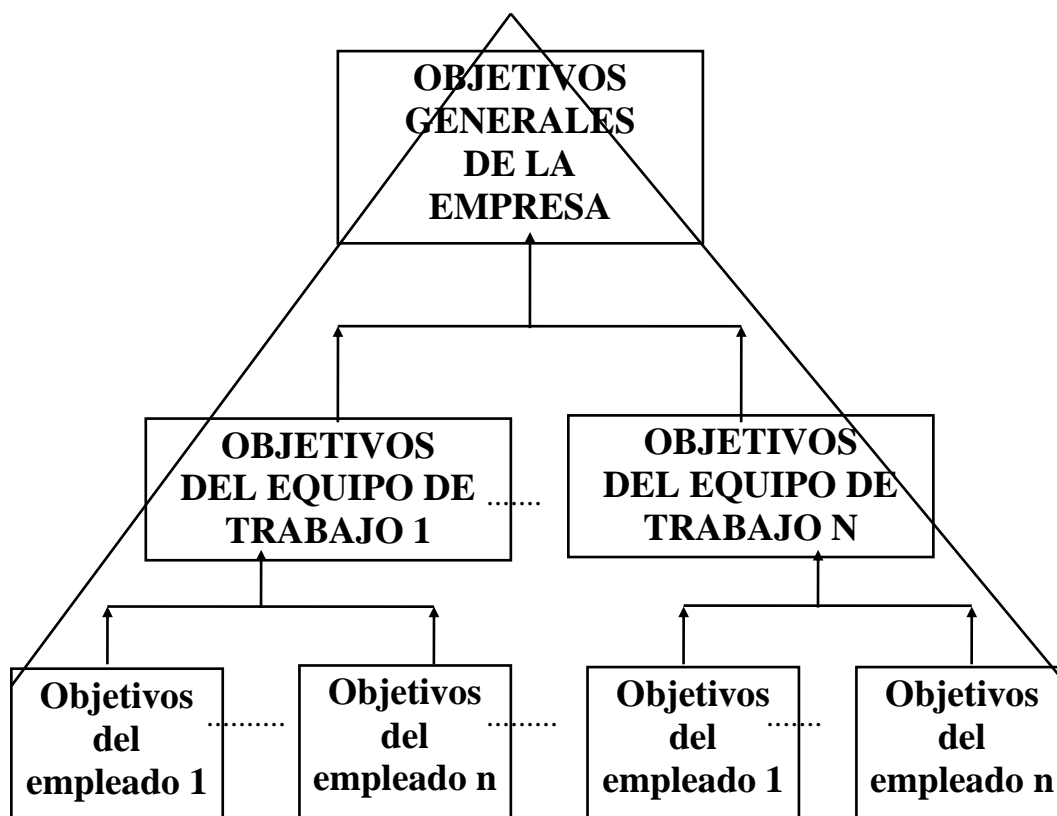 OBJETIVOS
GENERALES
DE LA
EMPRESA
OBJETIVOS
DEL EQUIPO DE
TRABAJO 1
.......
OBJETIVOS
DEL EQUIPO DE
TRABAJO N
Objetivos
del
empleado 1
..........
Objetivos
del
empleado n
.........
Objetivos
del
empleado 1
.......
Objetivos
del
empleado n